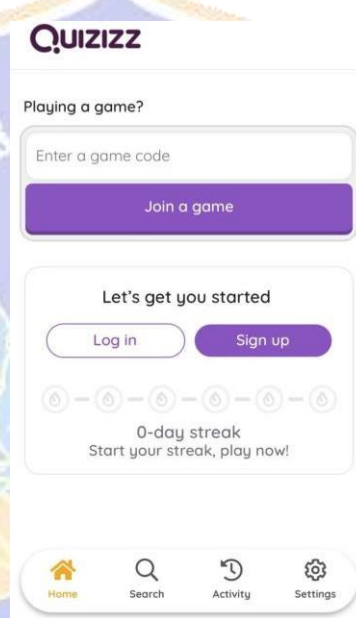 Quizizz
Playing a game?
Enter a game code
Join a game
Let's get you started
Log in Sign up
0-day streak
Start your streak, play now!
Home Search Activity Settings